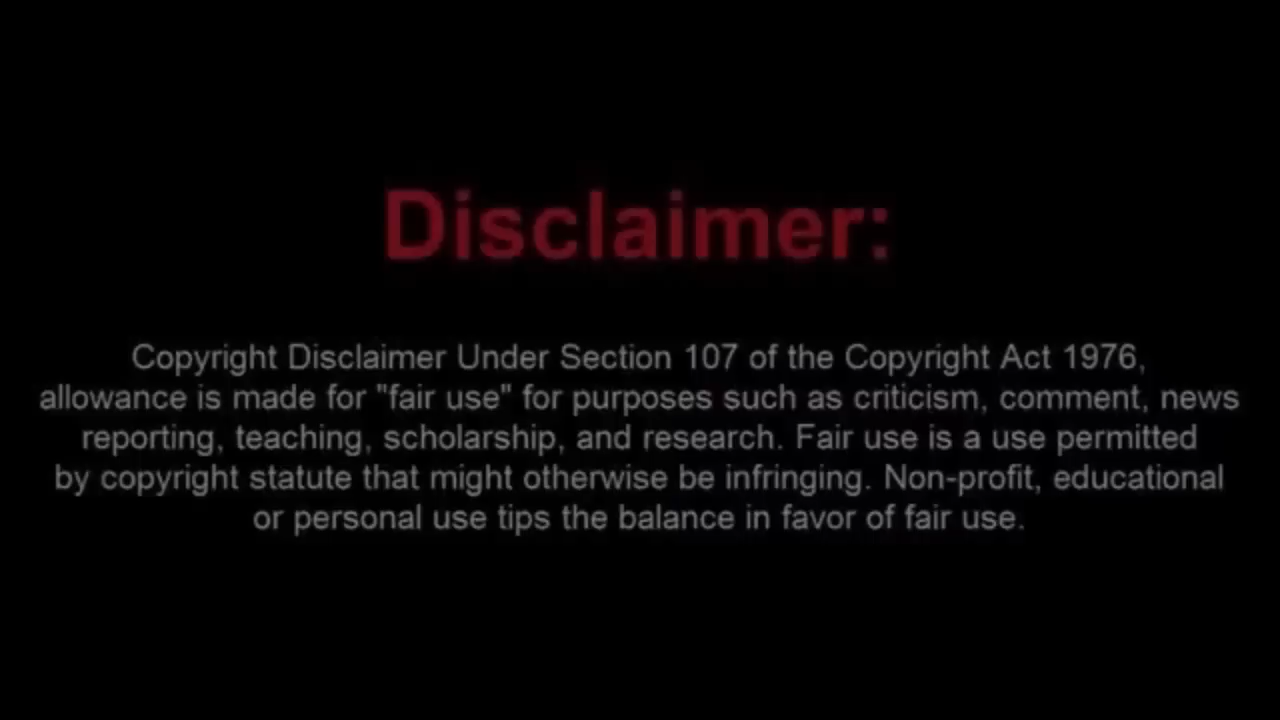 Disclaimer:
Copyright Disclaimer Under Section 107 of the Copyright Act 1976,
allowance is made for "fair use" for purposes such as criticism, comment, news
reporting, teaching, scholarship, and research. Fair use is a use permitted
by copyright statute that might otherwise be infringing. Non-profit, educational
or personal use tips the balance in favor of fair use.